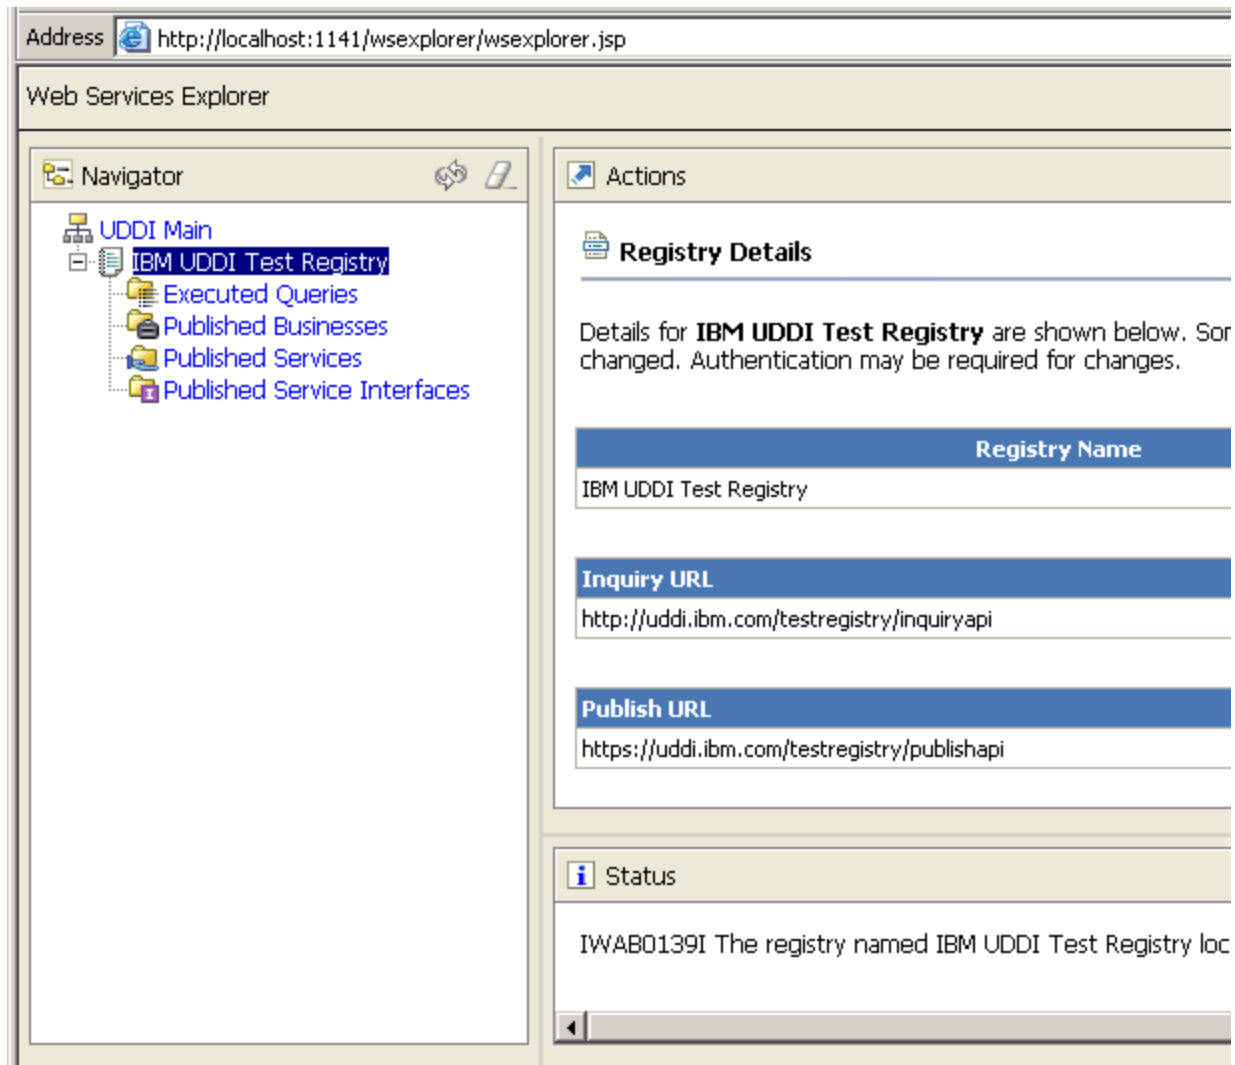 Address http://localhost:1141/wsexplorer/wsexplorer.jsp
Web Services Explorer
Navigator
UDDI Main
IBM UDDI Test Registry
Executed Queries
Published Businesses
Published Services
Published Service Interfaces
Actions
Registry Details
Details for IBM UDDI Test Registry are shown below.
changed. Authentication may be required for changes.
Registry Name
IBM UDDI Test Registry
Inquiry URL
http://uddi.ibm.com/testregistry/inquiryapi
Publish URL
https://uddi.ibm.com/testregistry/publishapi
Status
IWAB0139I The registry named IBM UDDI Test Registry